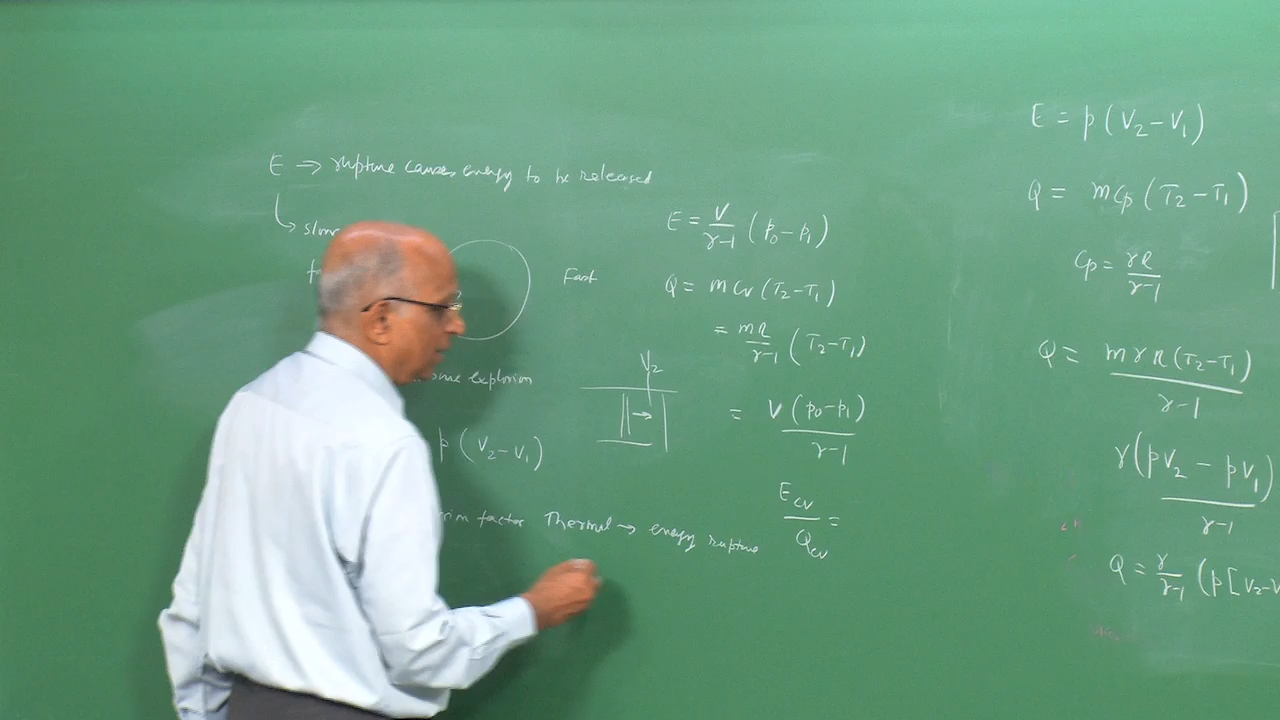 E → rupture causes energy to be released
↳ slow
Fast
explosion
p (V₂ − V₁)
factor Thermal → energy rupture
V₂
E = V/(γ−1) (p₀ − p₁)
Q = m Cv (T₂ − T₁)
= mR/(γ−1) (T₂ − T₁)
= V (p₀ − p₁)/(γ−1)
E_CV/Q_CV =
E = p (V₂ − V₁)
Q = m Cp (T₂ − T₁)
Cp = γR/(γ−1)
Q = m γ R (T₂ − T₁)/(γ−1)
γ (pV₂ − pV₁)/(γ−1)
Q = γ/(γ−1) (p [V₂ − V